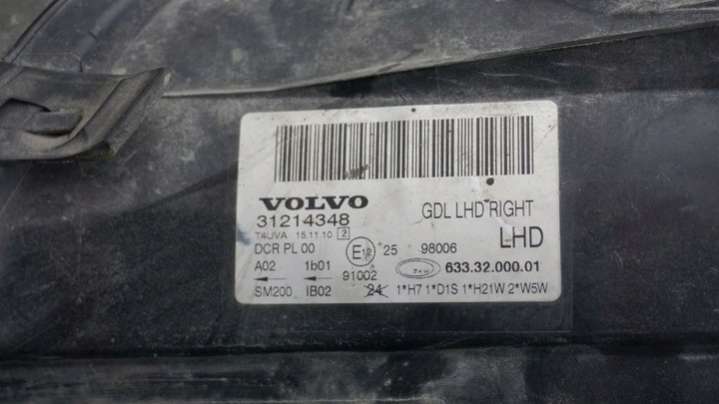 VOLVO
31214348 GDL LHD RIGHT
T4UVA 15.11.10 2 LHD
DCR PL 00 25 98006
A02 1b01 91002 633.32.000.01
SM200 IB02 24 1*H7 1*D1S 1*H21W 2*W5W